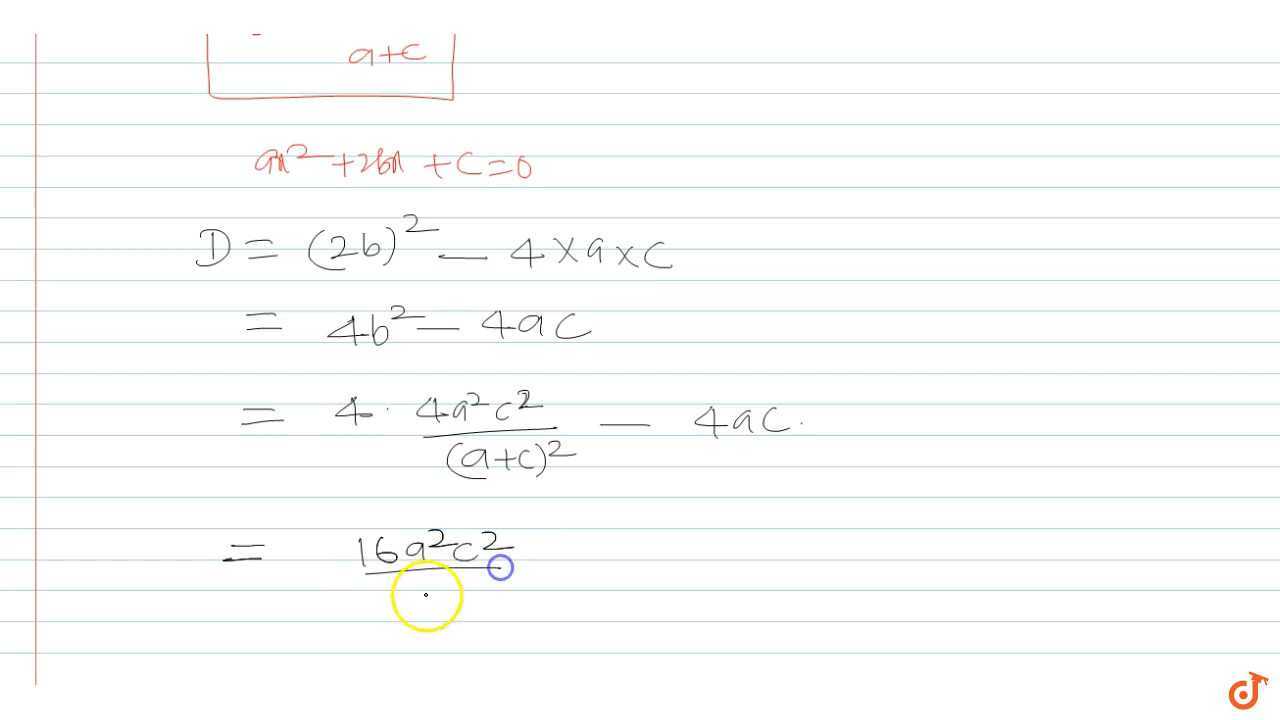 a+c
ax² + 2bx + c = 0
D = (2b)² - 4 × a × c
= 4b² - 4ac
= 4 · 4a²c² / (a+c)² - 4ac.
= 16a²c²